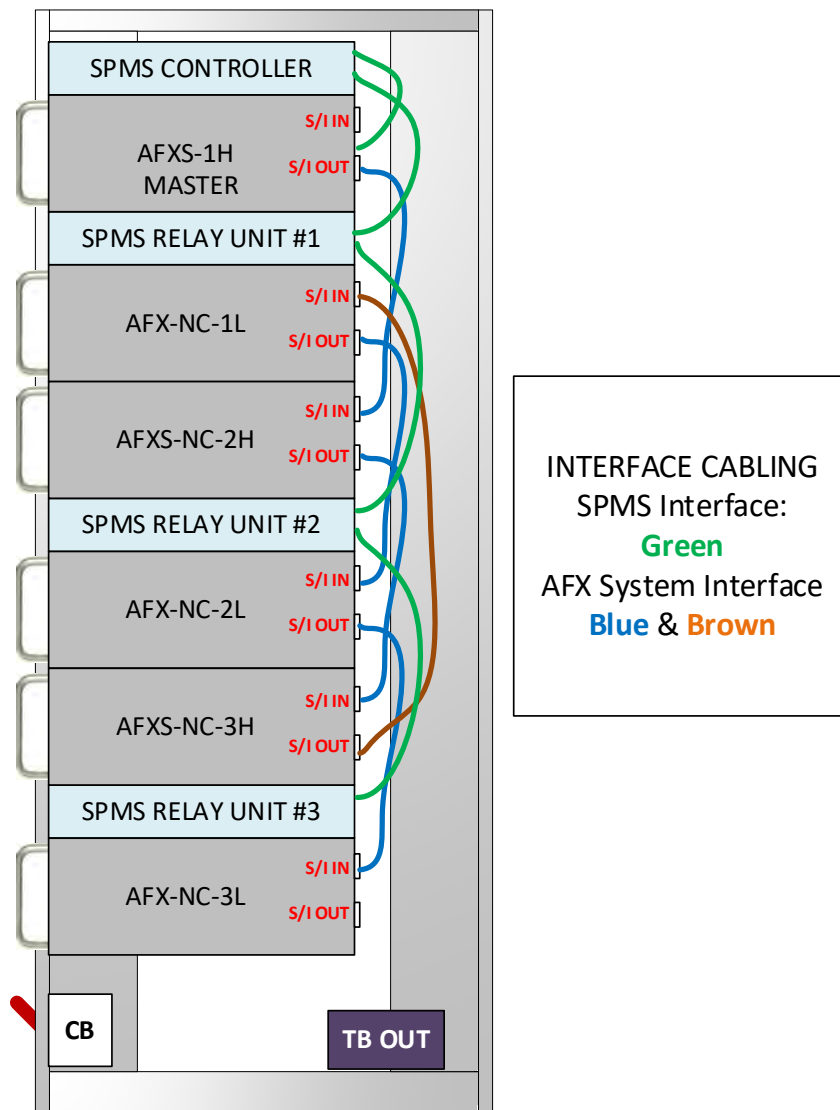 SPMS CONTROLLER
S/I IN
AFXS-1H
MASTER
S/I OUT
SPMS RELAY UNIT #1
S/I IN
AFX-NC-1L
S/I OUT
S/I IN
AFXS-NC-2H
S/I OUT
SPMS RELAY UNIT #2
S/I IN
AFX-NC-2L
S/I OUT
S/I IN
AFXS-NC-3H
S/I OUT
SPMS RELAY UNIT #3
S/I IN
AFX-NC-3L
S/I OUT
CB
TB OUT
INTERFACE CABLING
SPMS Interface:
Green
AFX System Interface
Blue & Brown